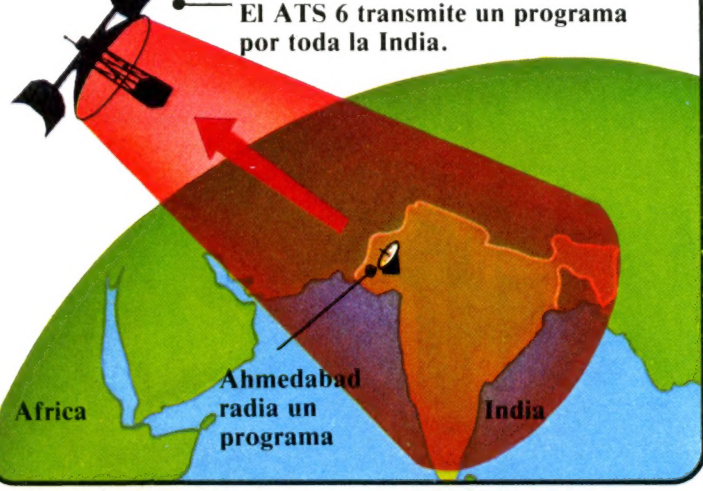 El ATS 6 transmite un programa
por toda la India.
Ahmedabad
radia un
programa
Africa
India